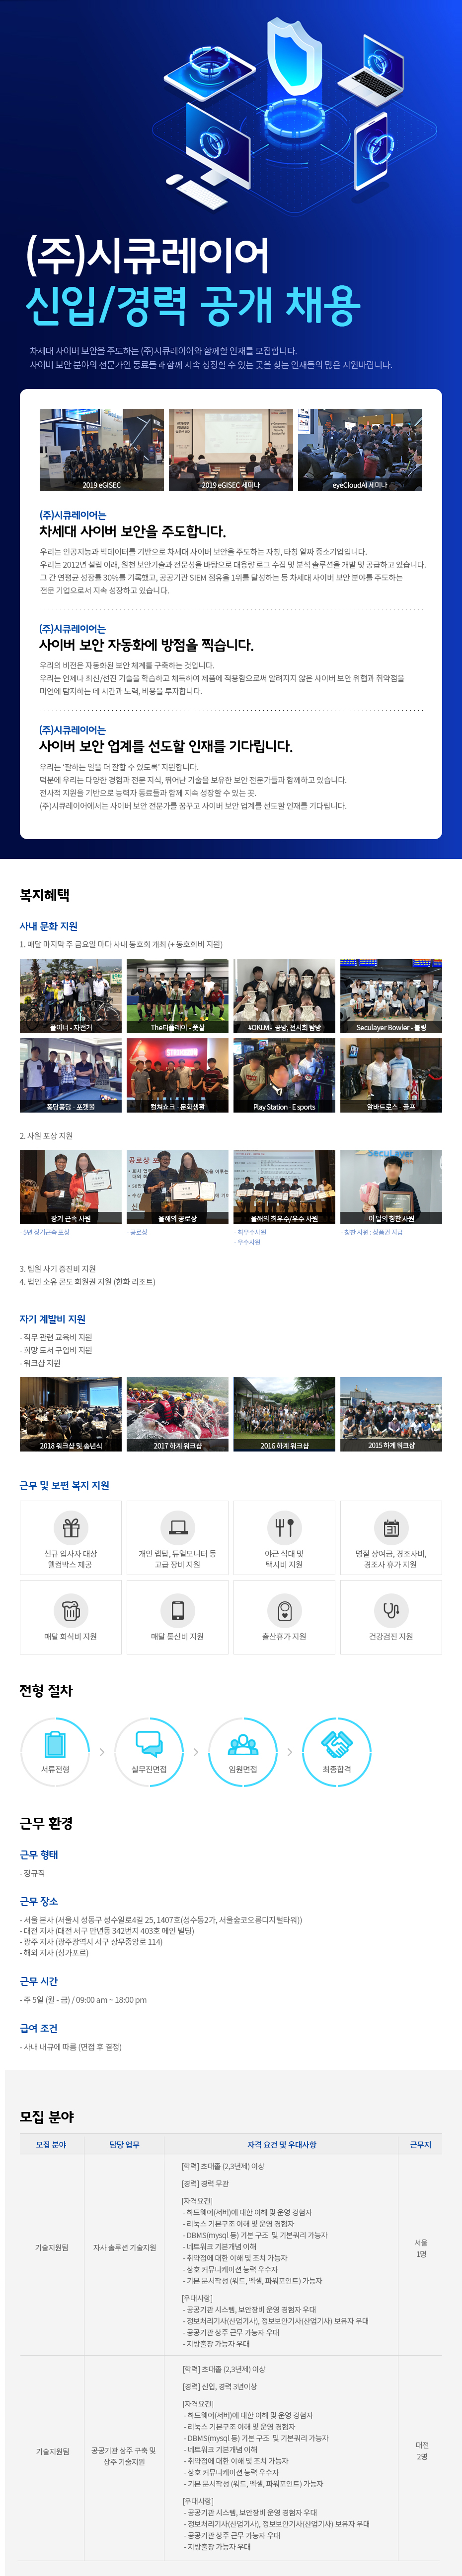 (주)시큐레이어
신입/경력 공개 채용
차세대 사이버 보안을 주도하는 (주)시큐레이어와 함께할 인재를 모집합니다.
사이버 보안 분야의 전문가인 동료들과 함께 지속 성장할 수 있는 곳을 찾는 인재들의 많은 지원바랍니다.
2019 eGISEC
2019 eGISEC 세미나
eyeCloudAI 세미나
(주)시큐레이어는
차세대 사이버 보안을 주도합니다.
우리는 인공지능과 빅데이터를 기반으로 차세대 사이버 보안을 주도하는 자칭, 타칭 알짜 중소기업입니다.
우리는 2012년 설립 이래, 원천 보안기술과 전문성을 바탕으로 대용량 로그 수집 및 분석 솔루션을 개발 및 공급하고 있습니다.
그 간 연평균 성장률 30%를 기록했고, 공공기관 SIEM 점유율 1위를 달성하는 등 차세대 사이버 보안 분야를 주도하는
전문 기업으로서 지속 성장하고 있습니다.
(주)시큐레이어는
사이버 보안 자동화에 방점을 찍습니다.
우리의 비전은 자동화된 보안 체계를 구축하는 것입니다.
우리는 언제나 최신/선진 기술을 학습하고 체득하여 제품에 적용함으로써 알려지지 않은 사이버 보안 위협과 취약점을
미연에 탐지하는 데 시간과 노력, 비용을 투자합니다.
(주)시큐레이어는
사이버 보안 업계를 선도할 인재를 기다립니다.
우리는 '잘하는 일을 더 잘할 수 있도록' 지원합니다.
덕분에 우리는 다양한 경험과 전문 지식, 뛰어난 기술을 보유한 보안 전문가들과 함께하고 있습니다.
전사적 지원을 기반으로 능력자 동료들과 함께 지속 성장할 수 있는 곳.
(주)시큐레이어에서는 사이버 보안 전문가를 꿈꾸고 사이버 보안 업계를 선도할 인재를 기다립니다.
복지혜택
사내 문화 지원
1. 매달 마지막 주 금요일 마다 사내 동호회 개최 (+ 동호회비 지원)
폴미너 - 자전거
The티플레이 - 풋살
#OKLM - 공방, 전시회 탐방
Seculayer Bowler - 볼링
퐁당퐁당 - 포켓볼
컬쳐쇼크 - 문화생활
Play Station - E sports
알바트로스 - 골프
2. 사원 포상 지원
장기 근속 사원
올해의 공로상
올해의 최우수/우수 사원
이달의 칭찬 사원
- 5년 장기근속 포상
- 공로상
- 최우수사원
- 우수사원
- 칭찬 사원 : 상품권 지급
3. 팀원 사기 증진비 지원
4. 법인 소유 콘도 회원권 지원 (한화 리조트)
자기 계발비 지원
- 직무 관련 교육비 지원
- 희망 도서 구입비 지원
- 워크샵 지원
2018 워크샵 및 송년식
2017 하계 워크샵
2016 하계 워크샵
2015 하계 워크샵
근무 및 보편 복지 지원
신규 입사자 대상
웰컴박스 제공
개인 랩탑, 듀얼모니터 등
고급 장비 지원
야근 식대 및
택시비 지원
명절 상여금, 경조사비,
경조사 휴가 지원
매달 회식비 지원
매달 통신비 지원
출산휴가 지원
건강검진 지원
전형 절차
서류전형
실무진면접
임원면접
최종합격
근무 환경
근무 형태
- 정규직
근무 장소
- 서울 본사 (서울시 성동구 성수일로4길 25, 1407호(성수동2가, 서울숲코오롱디지털타워))
- 대전 지사 (대전 서구 만년동 342번지 403호 메인 빌딩)
- 광주 지사 (광주광역시 서구 상무중앙로 114)
- 해외 지사 (싱가포르)
근무 시간
- 주 5일 (월 - 금) / 09:00 am ~ 18:00 pm
급여 조건
- 사내 내규에 따름 (면접 후 결정)
모집 분야
모집 분야 담당 업무 자격 요건 및 우대사항 근무지
기술지원팀
자사 솔루션 기술지원
[학력] 초대졸 (2,3년제) 이상
[경력] 경력 무관
[자격요건]
- 하드웨어(서버)에 대한 이해 및 운영 검험자
- 리눅스 기본구조 이해 및 운영 경험자
- DBMS(mysql 등) 기본 구조 및 기본쿼리 가능자
- 네트워크 기본개념 이해
- 취약점에 대한 이해 및 조치 가능자
- 상호 커뮤니케이션 능력 우수자
- 기본 문서작성 (워드, 엑셀, 파워포인트) 가능자
[우대사항]
- 공공기관 시스템, 보안장비 운영 경험자 우대
- 정보처리기사(산업기사), 정보보안기사(산업기사) 보유자 우대
- 공공기관 상주 근무 가능자 우대
- 지방출장 가능자 우대
서울
1명
기술지원팀
공공기관 상주 구축 및
상주 기술지원
[학력] 초대졸 (2,3년제) 이상
[경력] 신입, 경력 3년이상
[자격요건]
- 하드웨어(서버)에 대한 이해 및 운영 검험자
- 리눅스 기본구조 이해 및 운영 경험자
- DBMS(mysql 등) 기본 구조 및 기본쿼리 가능자
- 네트워크 기본개념 이해
- 취약점에 대한 이해 및 조치 가능자
- 상호 커뮤니케이션 능력 우수자
- 기본 문서작성 (워드, 엑셀, 파워포인트) 가능자
[우대사항]
- 공공기관 시스템, 보안장비 운영 경험자 우대
- 정보처리기사(산업기사), 정보보안기사(산업기사) 보유자 우대
- 공공기관 상주 근무 가능자 우대
- 지방출장 가능자 우대
대전
2명